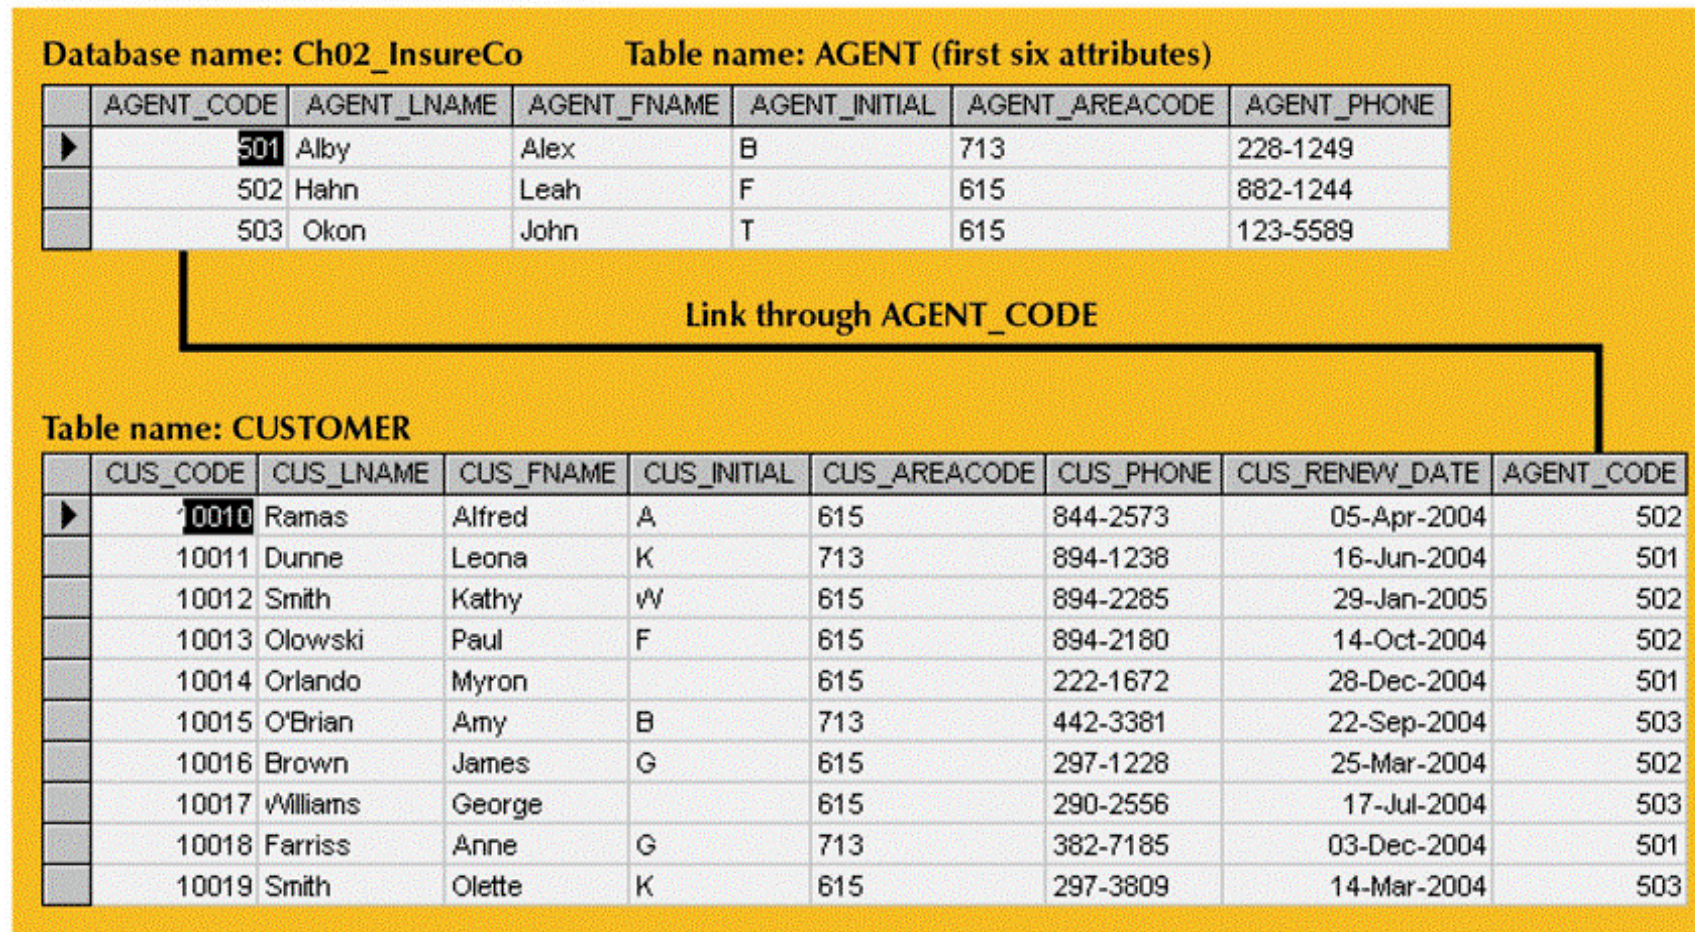 Database name: Ch02_InsureCo Table name: AGENT (first six attributes)
AGENT_CODE AGENT_LNAME AGENT_FNAME AGENT_INITIAL AGENT_AREACODE AGENT_PHONE
501 Alby Alex B 713 228-1249
502 Hahn Leah F 615 882-1244
503 Okon John T 615 123-5589
Link through AGENT_CODE
Table name: CUSTOMER
CUS_CODE CUS_LNAME CUS_FNAME CUS_INITIAL CUS_AREACODE CUS_PHONE CUS_RENEW_DATE AGENT_CODE
10010 Ramas Alfred A 615 844-2573 05-Apr-2004 502
10011 Dunne Leona K 713 894-1238 16-Jun-2004 501
10012 Smith Kathy W 615 894-2285 29-Jan-2005 502
10013 Olowski Paul F 615 894-2180 14-Oct-2004 502
10014 Orlando Myron 615 222-1672 28-Dec-2004 501
10015 O'Brian Amy B 713 442-3381 22-Sep-2004 503
10016 Brown James G 615 297-1228 25-Mar-2004 502
10017 Williams George 615 290-2556 17-Jul-2004 503
10018 Farriss Anne G 713 382-7185 03-Dec-2004 501
10019 Smith Olette K 615 297-3809 14-Mar-2004 503